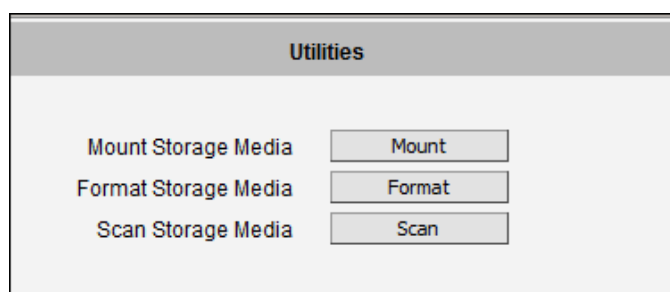 Utilities
Mount Storage Media Mount
Format Storage Media Format
Scan Storage Media Scan